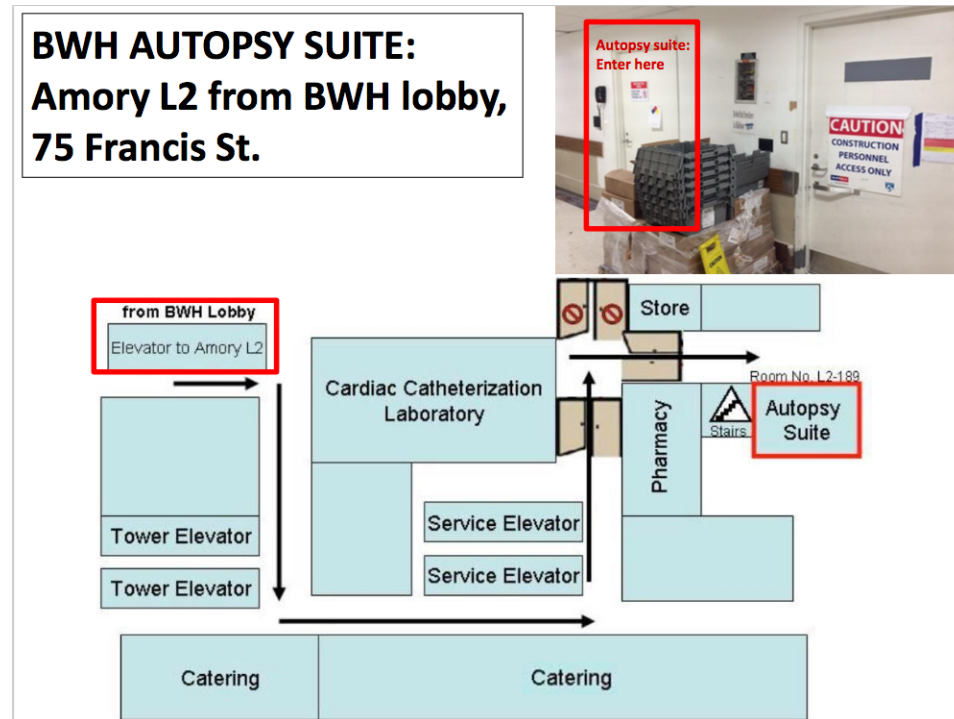 BWH AUTOPSY SUITE:
Amory L2 from BWH lobby,
75 Francis St.
Autopsy suite:
Enter here
CAUTION
CONSTRUCTION
PERSONNEL
ACCESS ONLY
from BWH Lobby
Elevator to Amory L2
Store
Cardiac Catheterization
Laboratory
Room No. L2-189
Pharmacy
Stairs
Autopsy
Suite
Tower Elevator
Service Elevator
Tower Elevator
Service Elevator
Catering
Catering